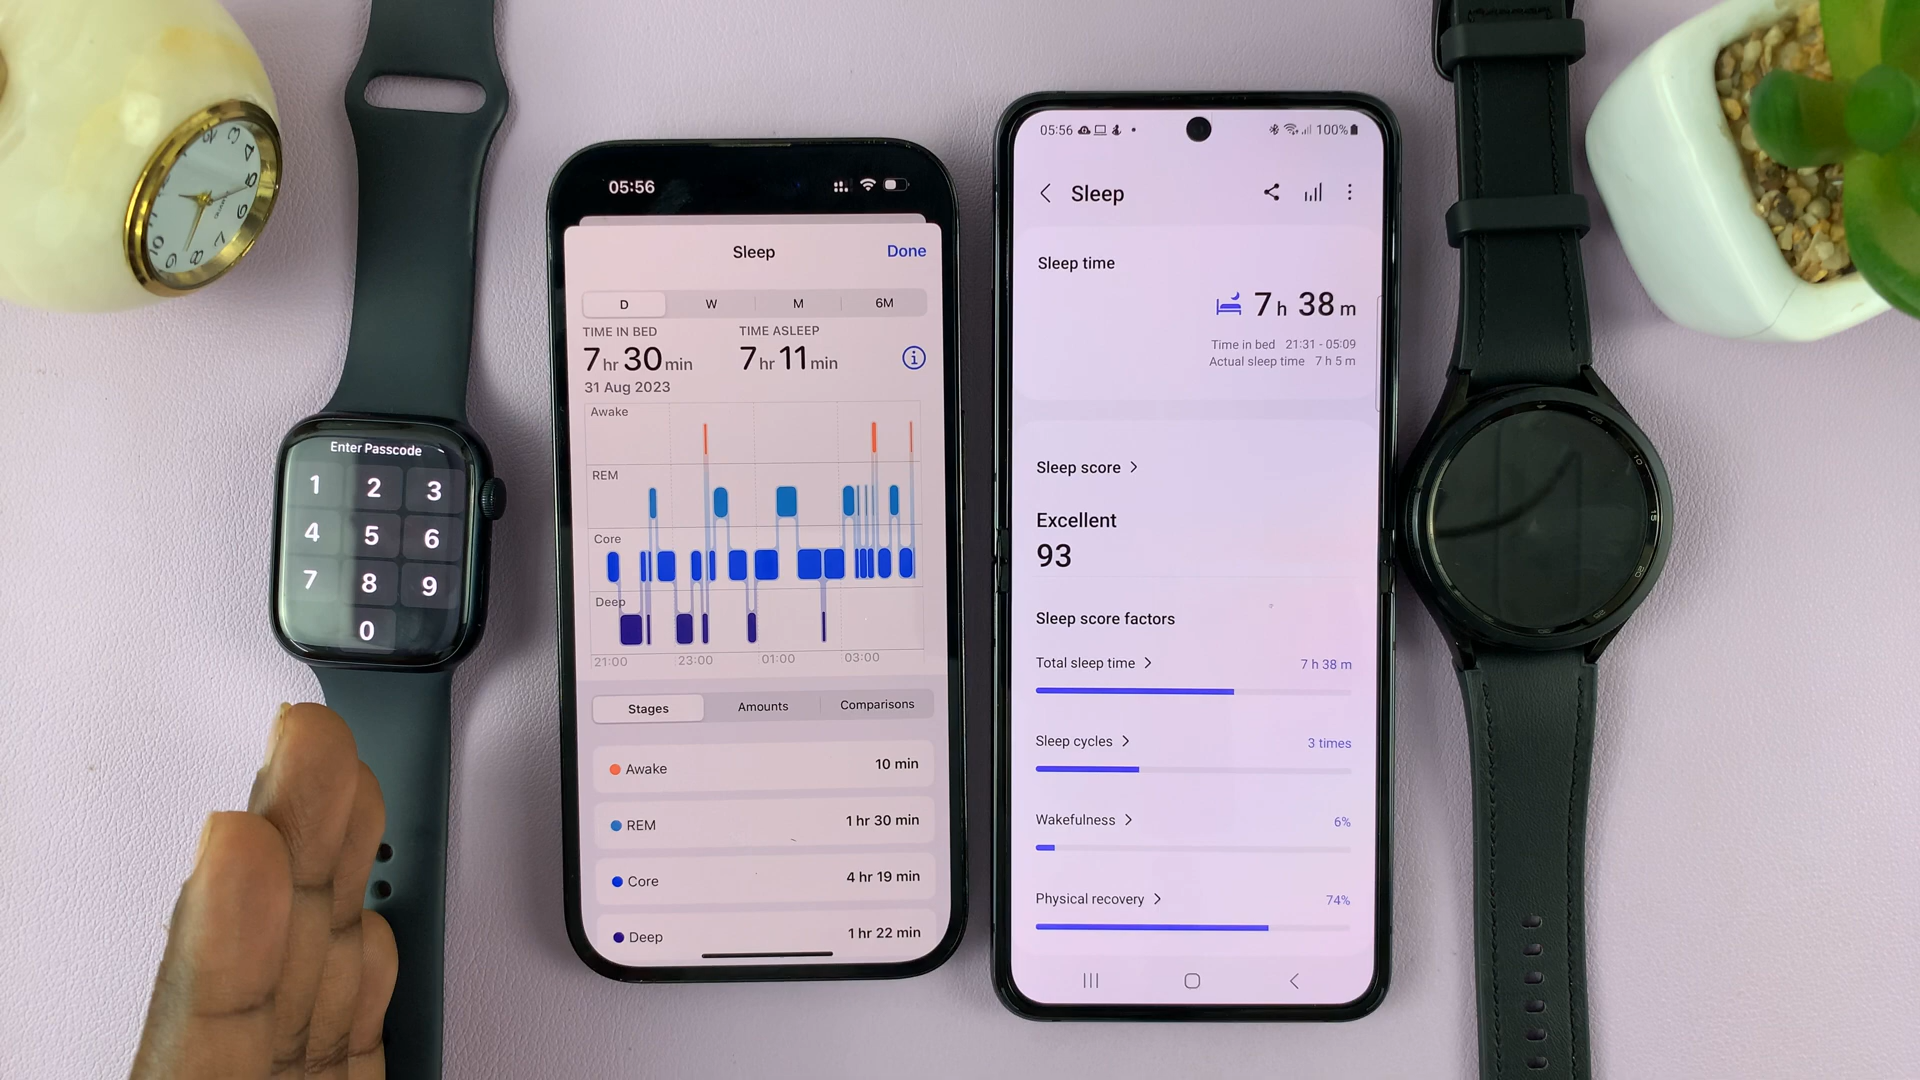 Enter Passcode
1 2 3
4 5 6
7 8 9
0
05:56
Sleep
Done
D W M 6M
TIME IN BED TIME ASLEEP
7 hr 30 min 7 hr 11 min
31 Aug 2023
Awake
REM
Core
Deep
21:00 23:00 01:00 03:00
Stages Amounts Comparisons
Awake 10 min
REM 1 hr 30 min
Core 4 hr 19 min
Deep 1 hr 22 min
05:56 100%
Sleep
Sleep time
7 h 38 m
Time in bed 21:31 - 05:09
Actual sleep time 7 h 5 m
Sleep score >
Excellent
93
Sleep score factors
Total sleep time > 7 h 38 m
Sleep cycles > 3 times
Wakefulness > 6%
Physical recovery > 74%